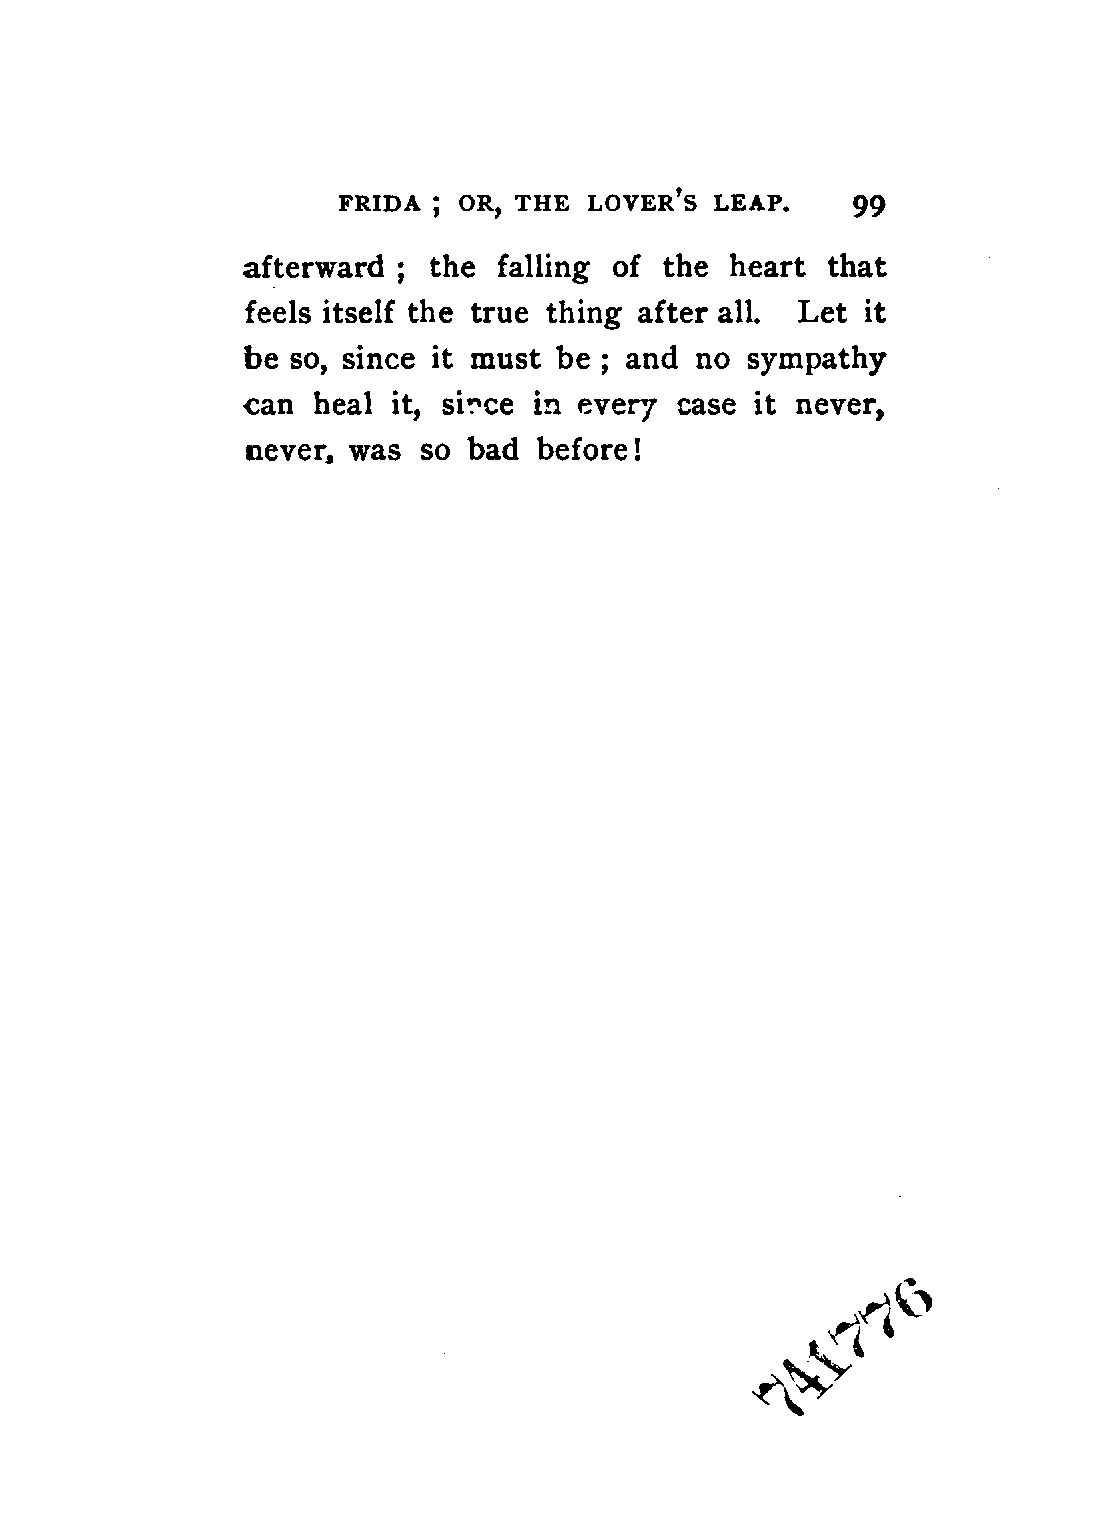 FRIDA ; OR, THE LOVER'S LEAP. 99
afterward ; the falling of the heart that
feels itself the true thing after all. Let it
be so, since it must be ; and no sympathy
can heal it, since in every case it never,
never, was so bad before!
741776